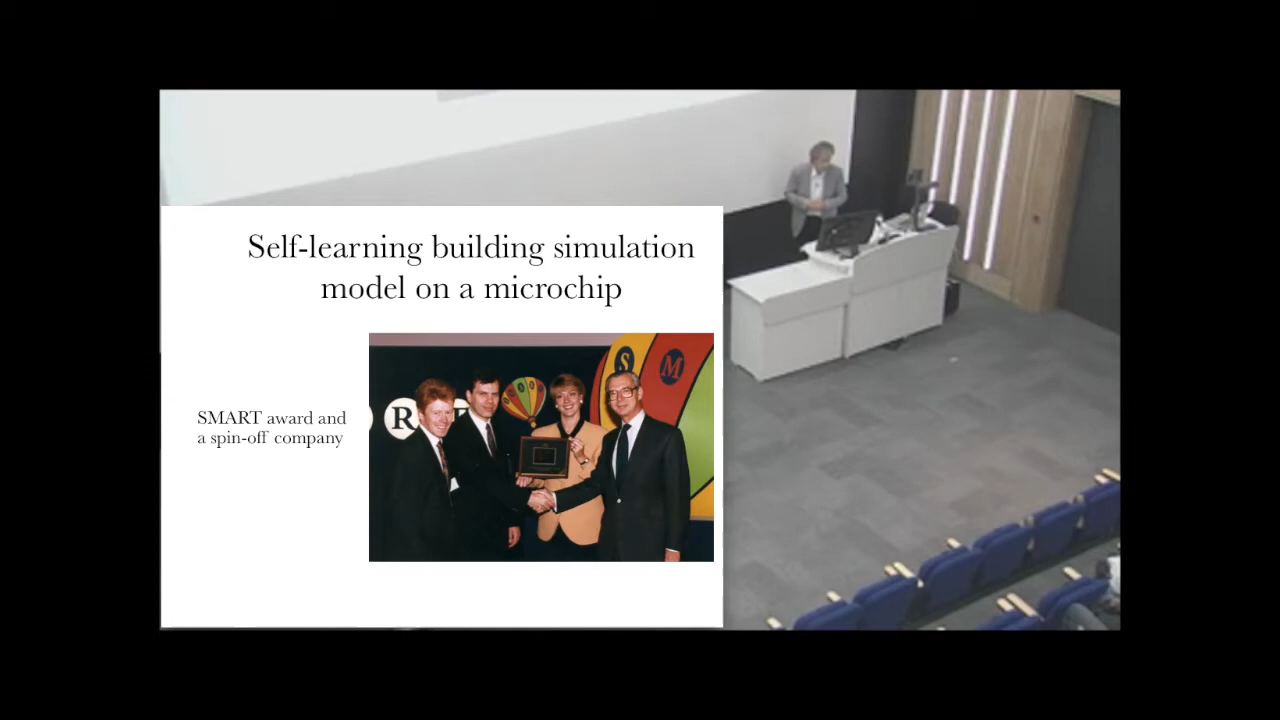 Self-learning building simulation
model on a microchip
SMART award and
a spin-off company
R
S
M